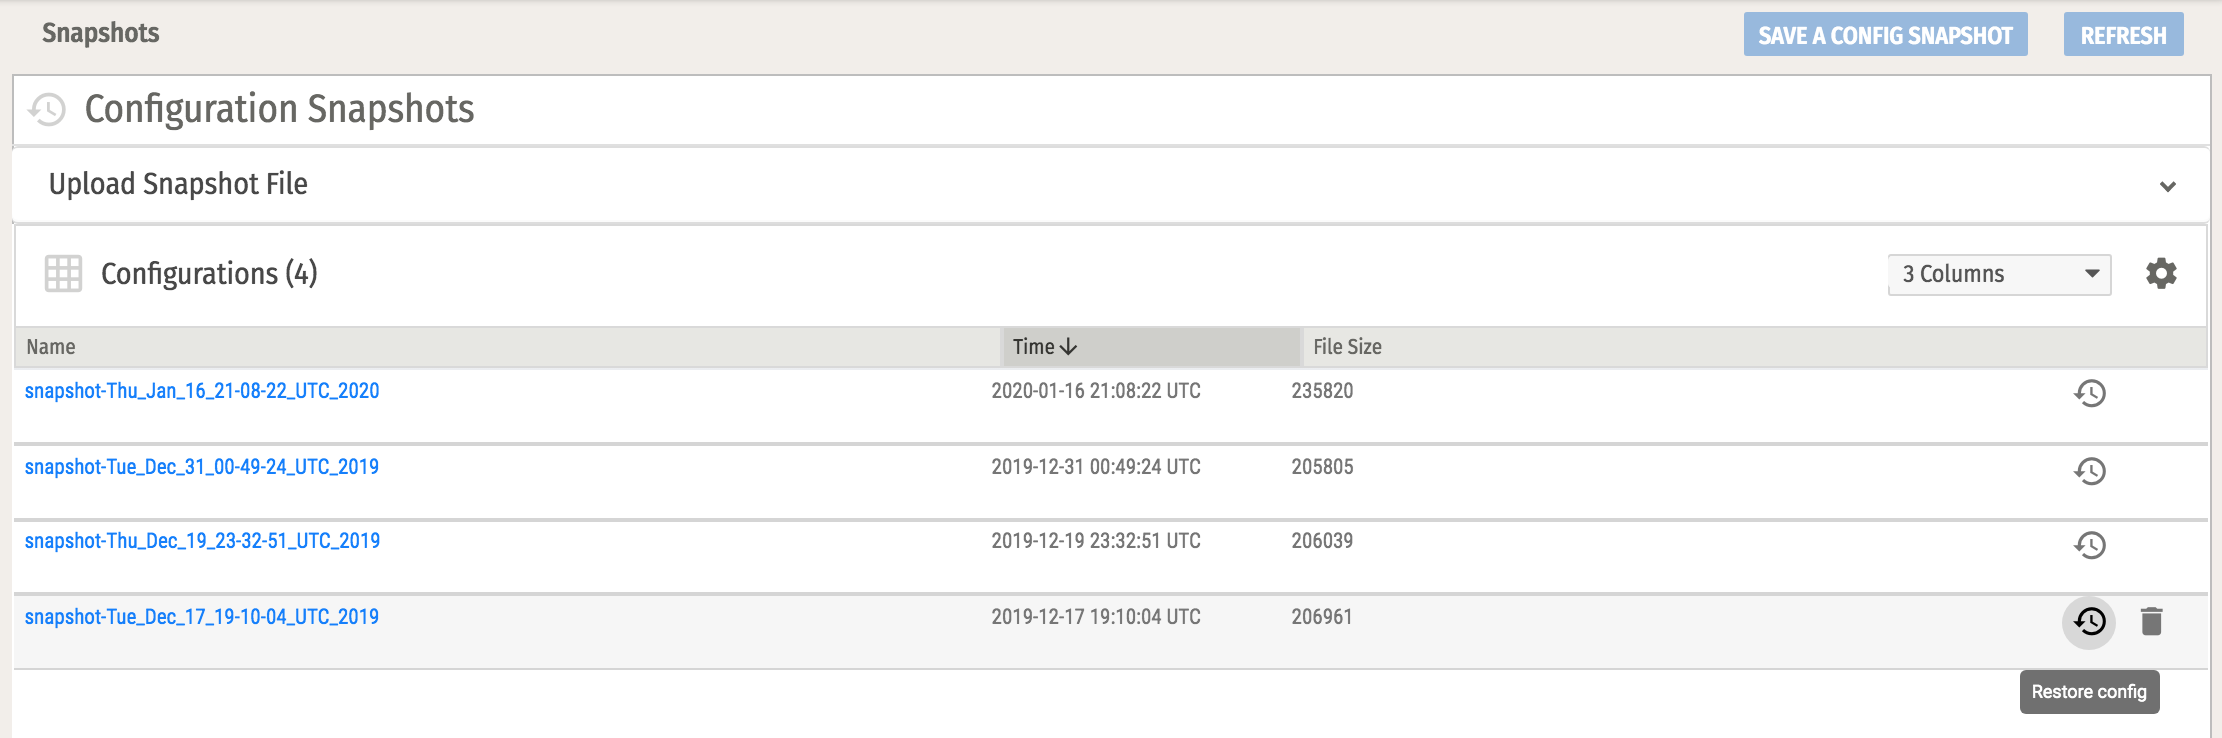 Snapshots
SAVE A CONFIG SNAPSHOT
REFRESH
Configuration Snapshots
Upload Snapshot File
Configurations (4)
3 Columns
Name Time File Size
snapshot-Thu_Jan_16_21-08-22_UTC_2020 2020-01-16 21:08:22 UTC 235820
snapshot-Tue_Dec_31_00-49-24_UTC_2019 2019-12-31 00:49:24 UTC 205805
snapshot-Thu_Dec_19_23-32-51_UTC_2019 2019-12-19 23:32:51 UTC 206039
snapshot-Tue_Dec_17_19-10-04_UTC_2019 2019-12-17 19:10:04 UTC 206961
Restore config